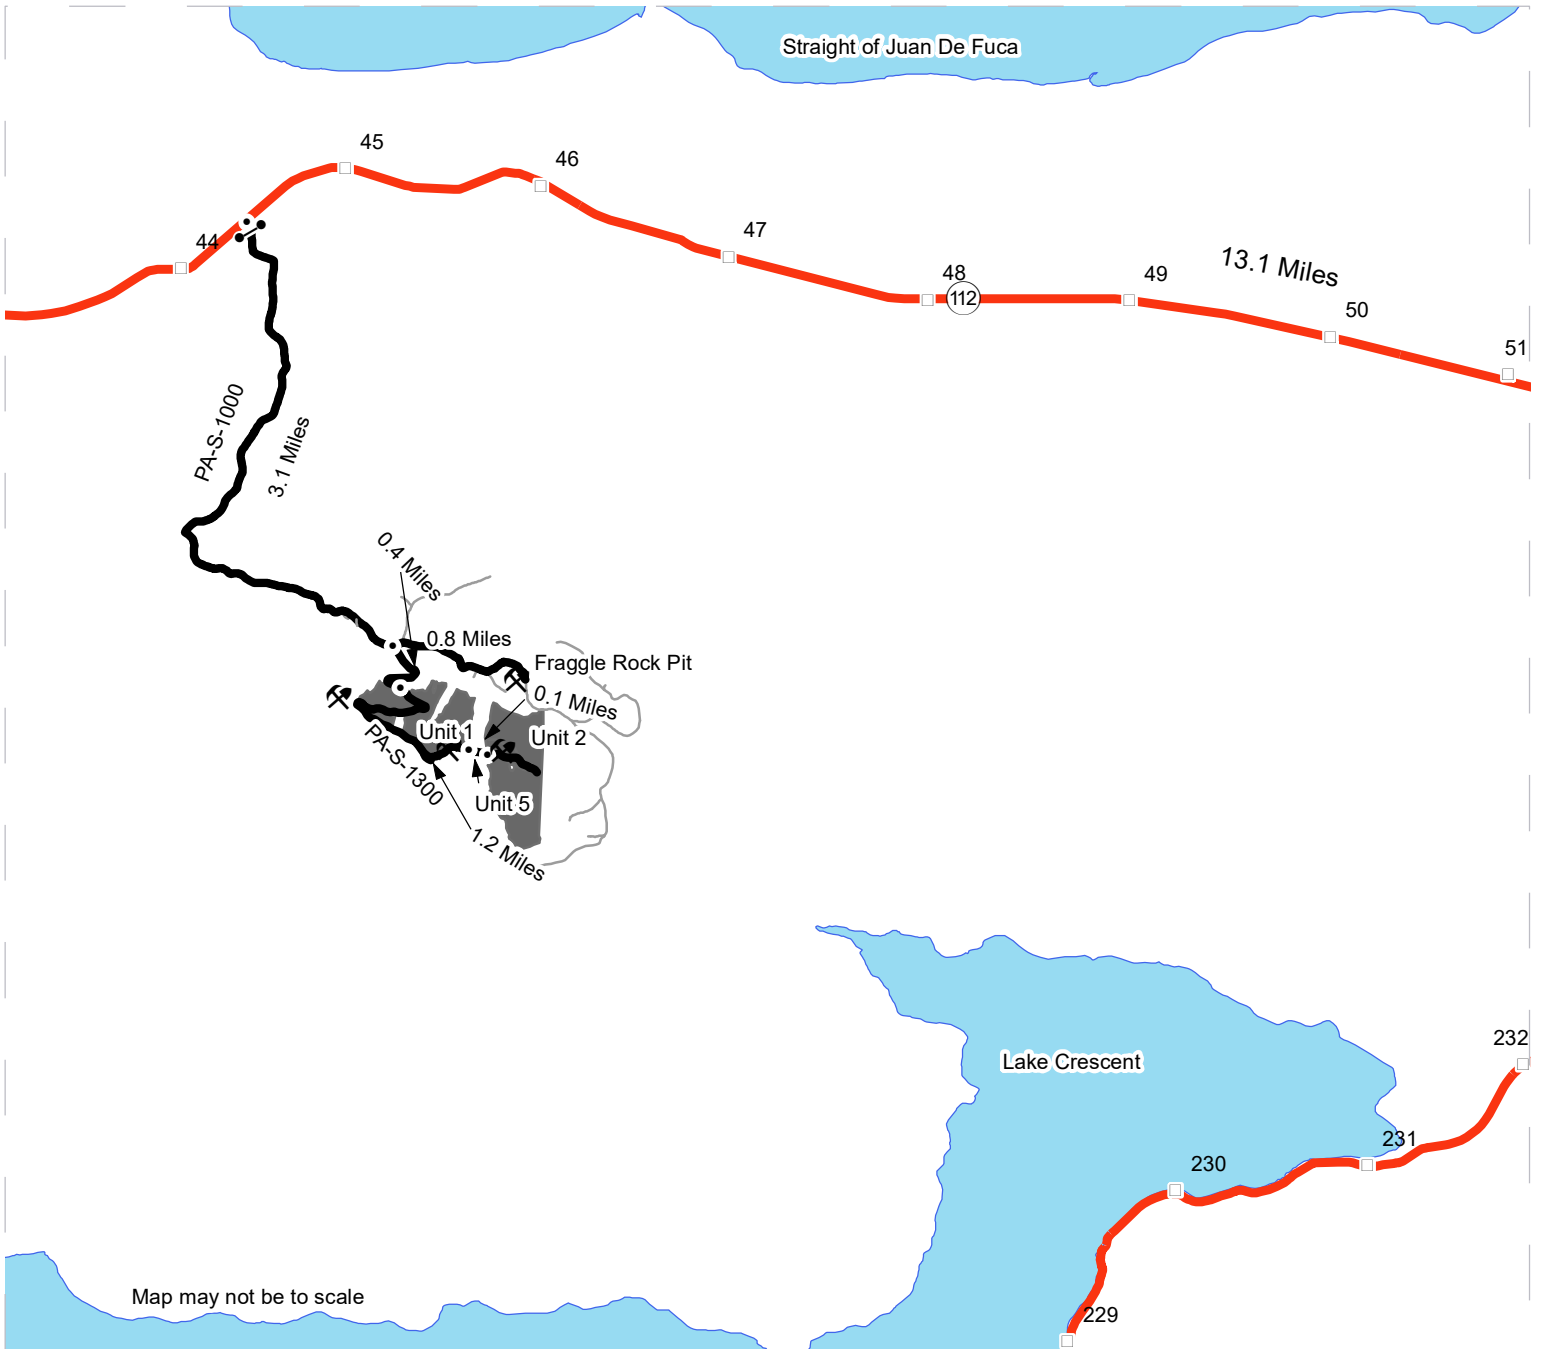 Straight of Juan De Fuca
45
46
44
47
48
112
49
13.1 Miles
50
51
PA-S-1000
3.1 Miles
0.4 Miles
0.8 Miles
Fraggle Rock Pit
0.1 Miles
Unit 1
Unit 2
PA-S-1300
Unit 5
1.2 Miles
232
Lake Crescent
231
230
Map may not be to scale
229